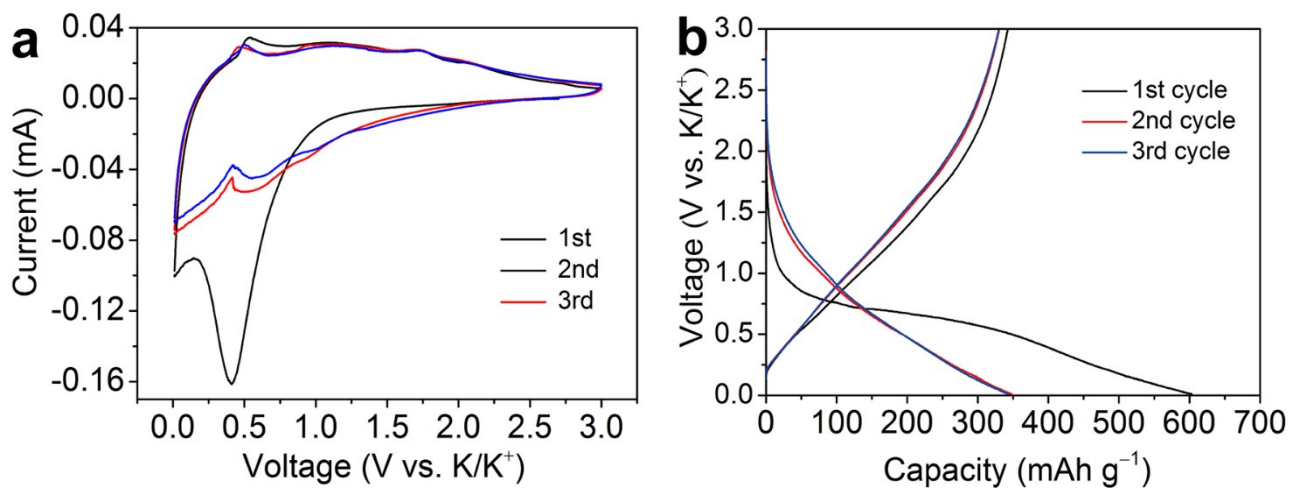 a
0.04
0.00
-0.04
-0.08
-0.12
-0.16
Current (mA)
1st
2nd
3rd
0.0 0.5 1.0 1.5 2.0 2.5 3.0
Voltage (V vs. K/K⁺)
b
3.0
2.5
2.0
1.5
1.0
0.5
0.0
Voltage (V vs. K/K⁺)
1st cycle
2nd cycle
3rd cycle
0 100 200 300 400 500 600 700
Capacity (mAh g⁻¹)